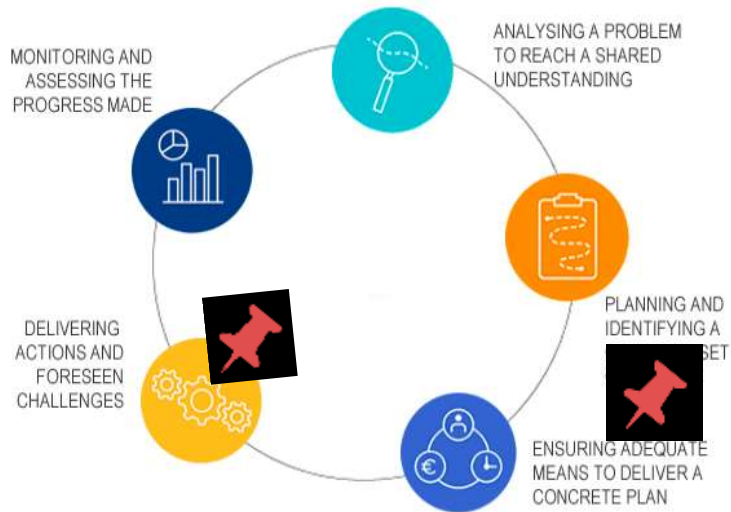 ANALYSING A PROBLEM
TO REACH A SHARED
UNDERSTANDING
PLANNING AND
IDENTIFYING A
SET
ENSURING ADEQUATE
MEANS TO DELIVER A
CONCRETE PLAN
DELIVERING
ACTIONS AND
FORESEEN
CHALLENGES
MONITORING AND
ASSESSING THE
PROGRESS MADE
€